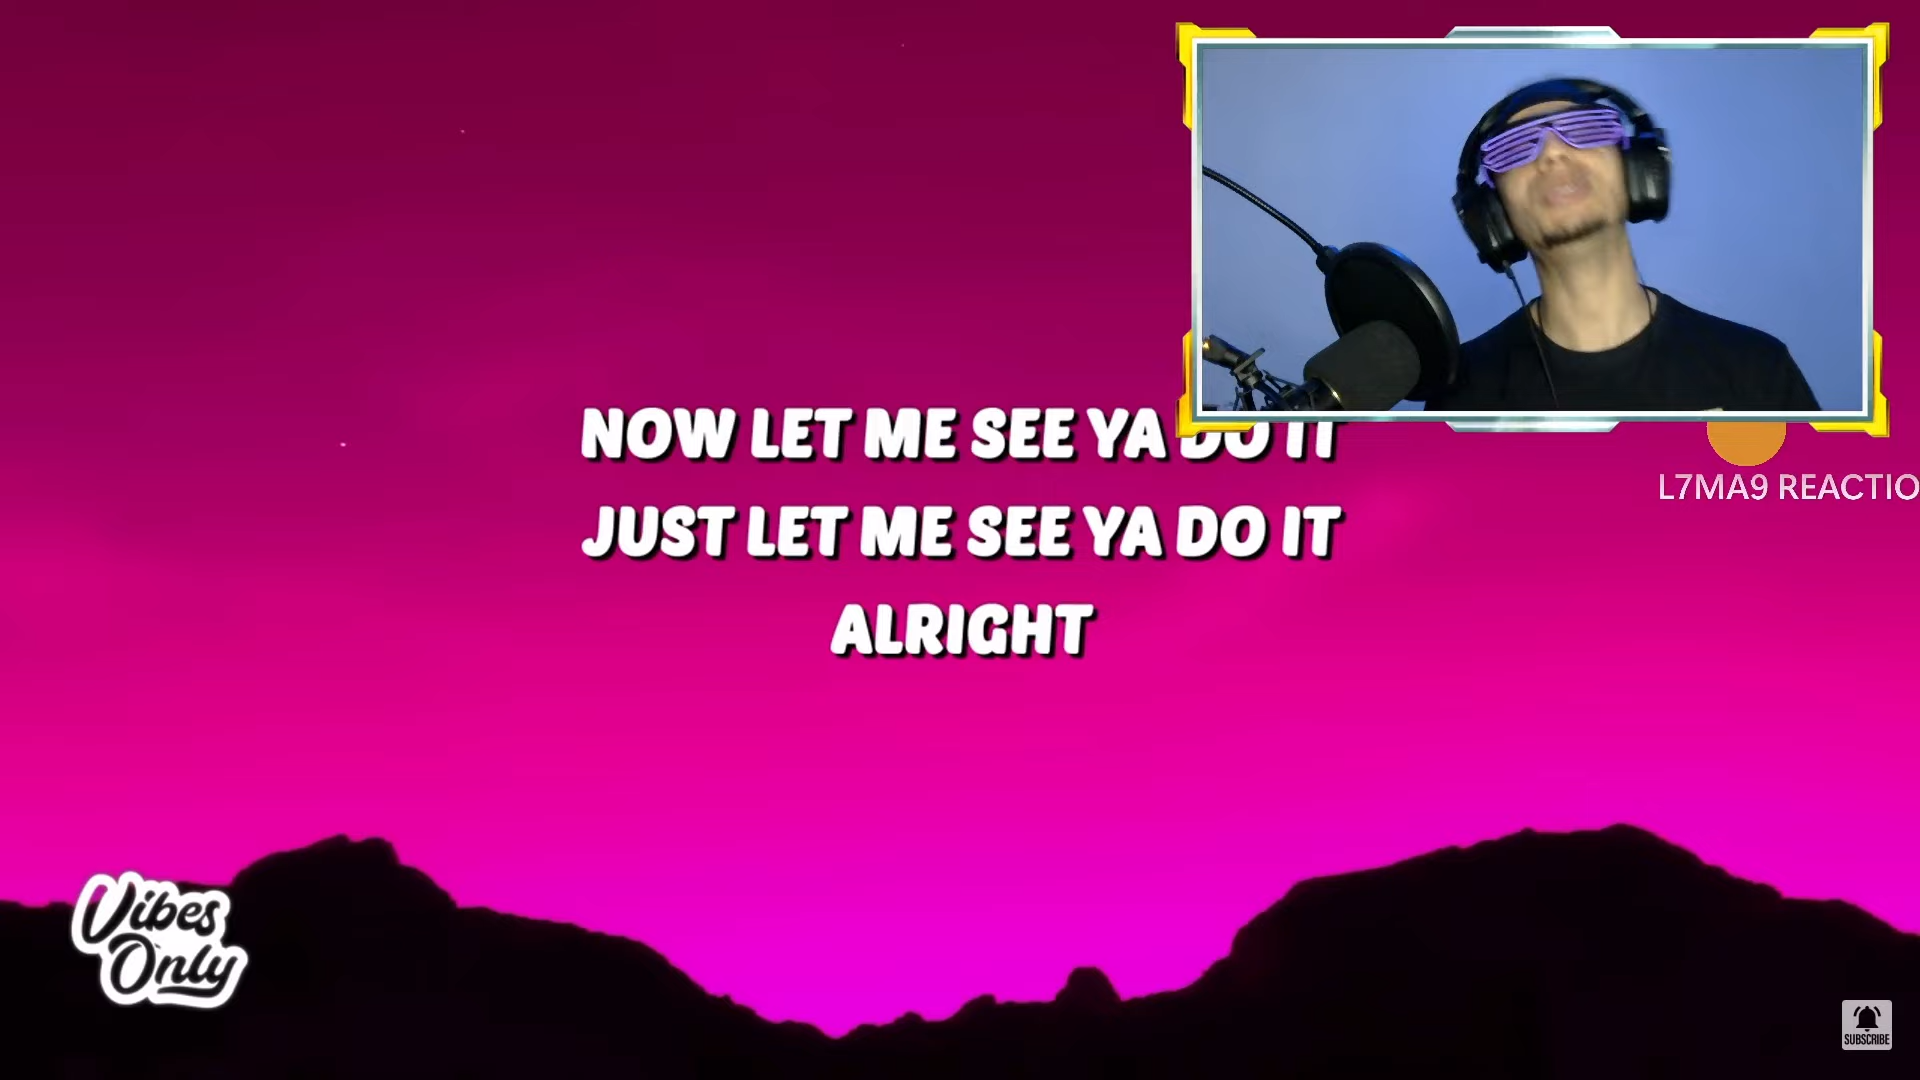 NOW LET ME SEE YA DO IT
JUST LET ME SEE YA DO IT
ALRIGHT
L7MA9 REACTIO
Vibes
Only
SUBSCRIBE